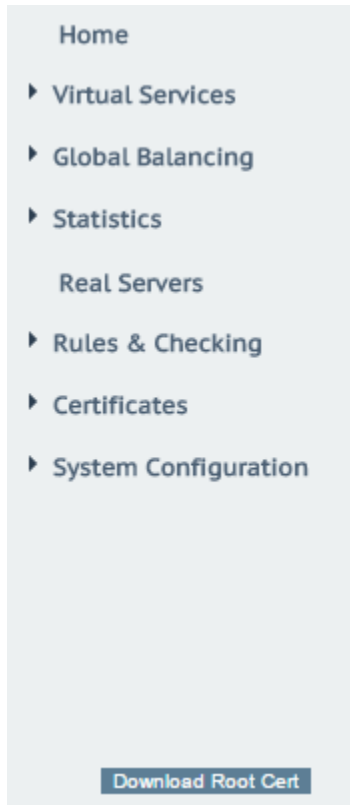 Home
Virtual Services
Global Balancing
Statistics
Real Servers
Rules & Checking
Certificates
System Configuration
Download Root Cert